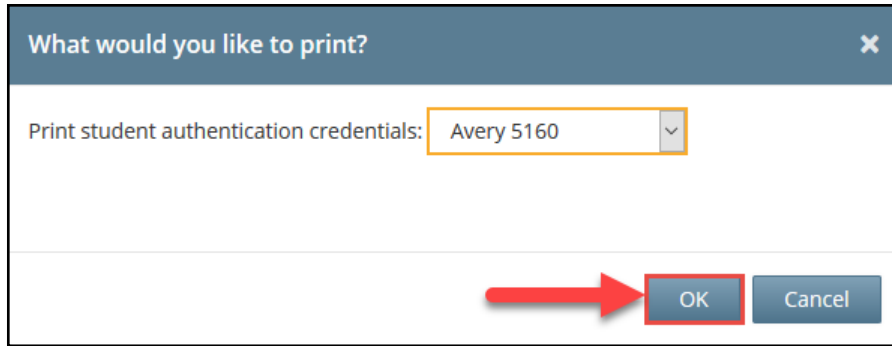 What would you like to print?
Print student authentication credentials: Avery 5160
OK Cancel